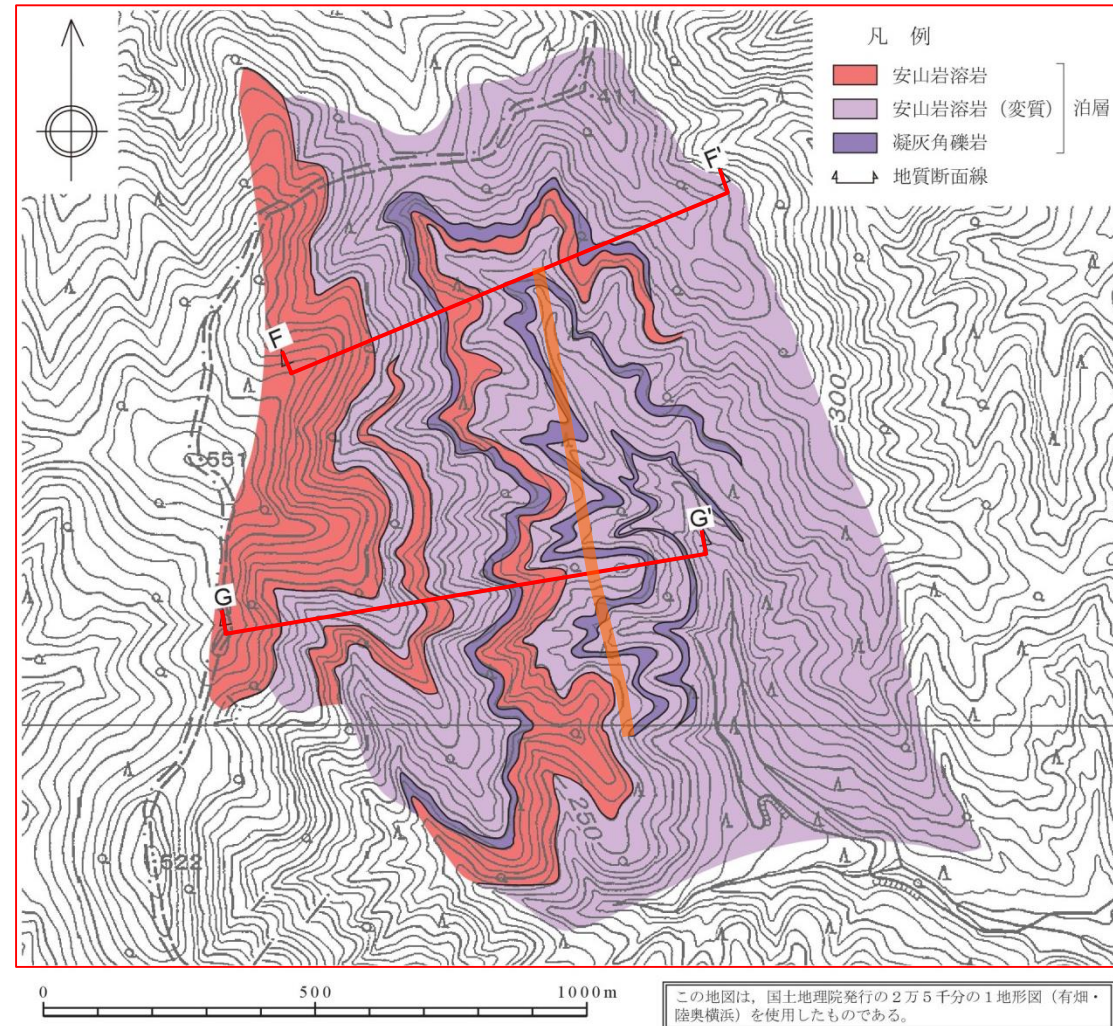 凡 例
安山岩溶岩
安山岩溶岩（変質）
凝灰角礫岩
泊層
地質断面線
411
F'
300
F
551
G'
G
250
522
0 500 1000m
この地図は，国土地理院発行の２万５千分の１地形図（有畑・
陸奥横浜）を使用したものである。